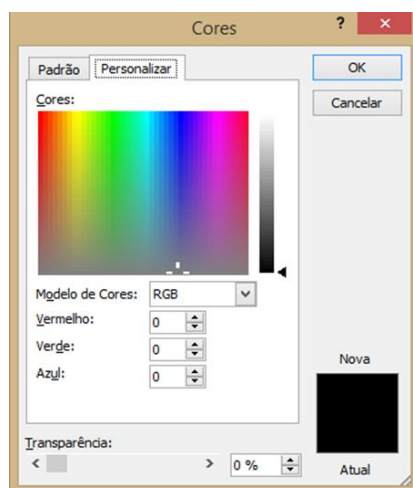 Cores
?
Padrão Personalizar
OK
Cancelar
Cores:
Modelo de Cores: RGB
Vermelho: 0
Verde: 0
Azul: 0
Nova
Atual
Transparência:
0 %